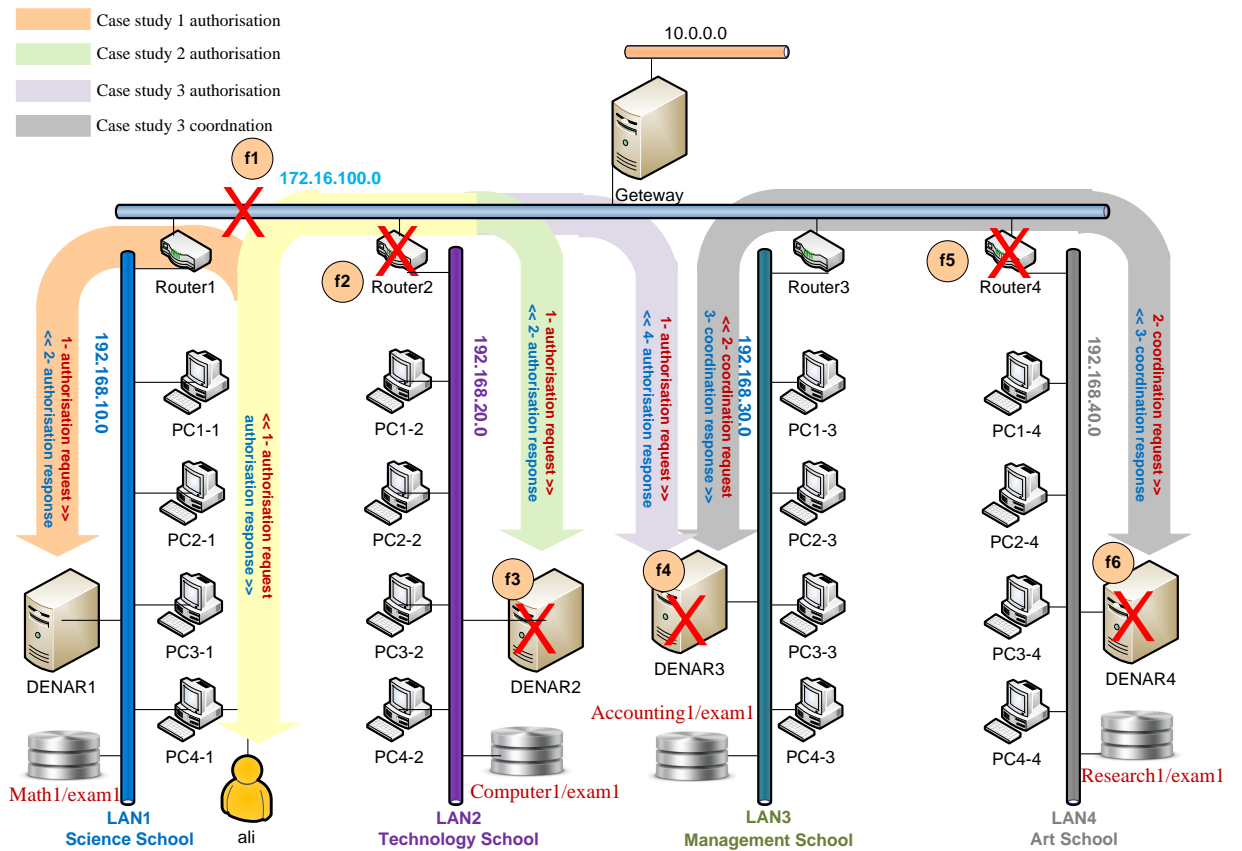 Case study 1 authorisation
Case study 2 authorisation
Case study 3 authorisation
Case study 3 coordnation
10.0.0.0
Geteway
f1
172.16.100.0
Router1
f2
Router2
Router3
f5
Router4
1- authorisation request >>
<< 2- authorisation response
192.168.10.0
<< 1- authorisation request
authorisation response >>
192.168.20.0
1- authorisation request >>
<< 2- authorisation response
1- authorisation request >>
<< 4- authorisation response
<< 2- coordination request
3- coordination response >>
192.168.30.0
192.168.40.0
2- coordination request >>
<< 3- coordination response
PC1-1
PC1-2
PC1-3
PC1-4
PC2-1
PC2-2
PC2-3
PC2-4
f3
f4
f6
DENAR1
PC3-1
PC3-2
DENAR2
DENAR3
PC3-3
PC3-4
DENAR4
PC4-1
PC4-2
Accounting1/exam1
PC4-3
PC4-4
Math1/exam1
Computer1/exam1
Research1/exam1
LAN1
Science School
ali
LAN2
Technology School
LAN3
Management School
LAN4
Art School